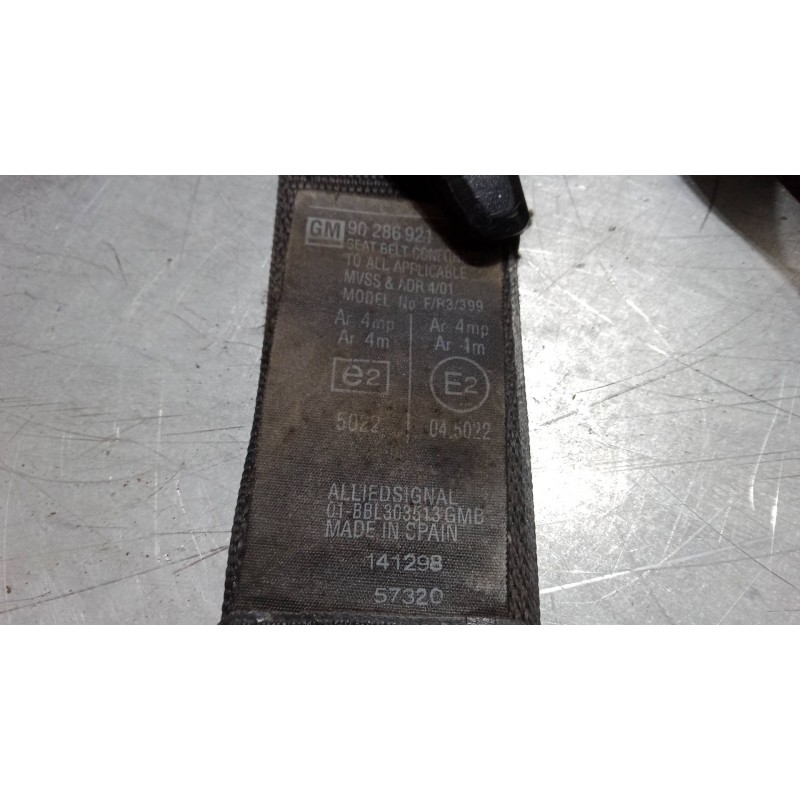 GM 90 286 921
SEAT BELT
TO ALL APPLICABLE
MVSS & ADR 4/01
MODEL No F/R3/399
Ar 4mp Ar 4mp
Ar 4m Ar 4m
e2 E2
5022 04.5022
ALLIEDSIGNAL
01-BBL303513 GMB
MADE IN SPAIN
141298
57320